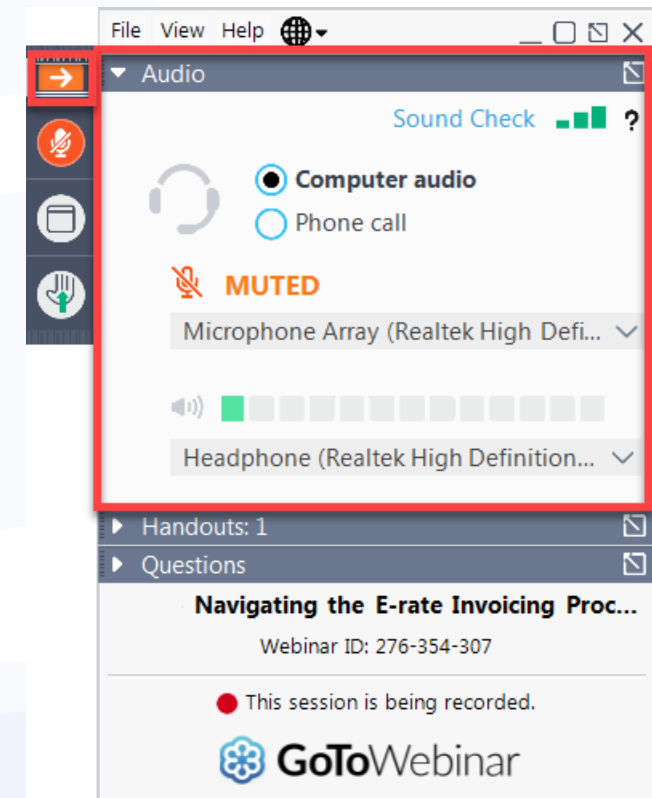 File View Help
Audio
Sound Check ?
Computer audio
Phone call
MUTED
Microphone Array (Realtek High Defi...
Headphone (Realtek High Definition...
Handouts: 1
Questions
Navigating the E-rate Invoicing Proc...
Webinar ID: 276-354-307
This session is being recorded.
GoToWebinar